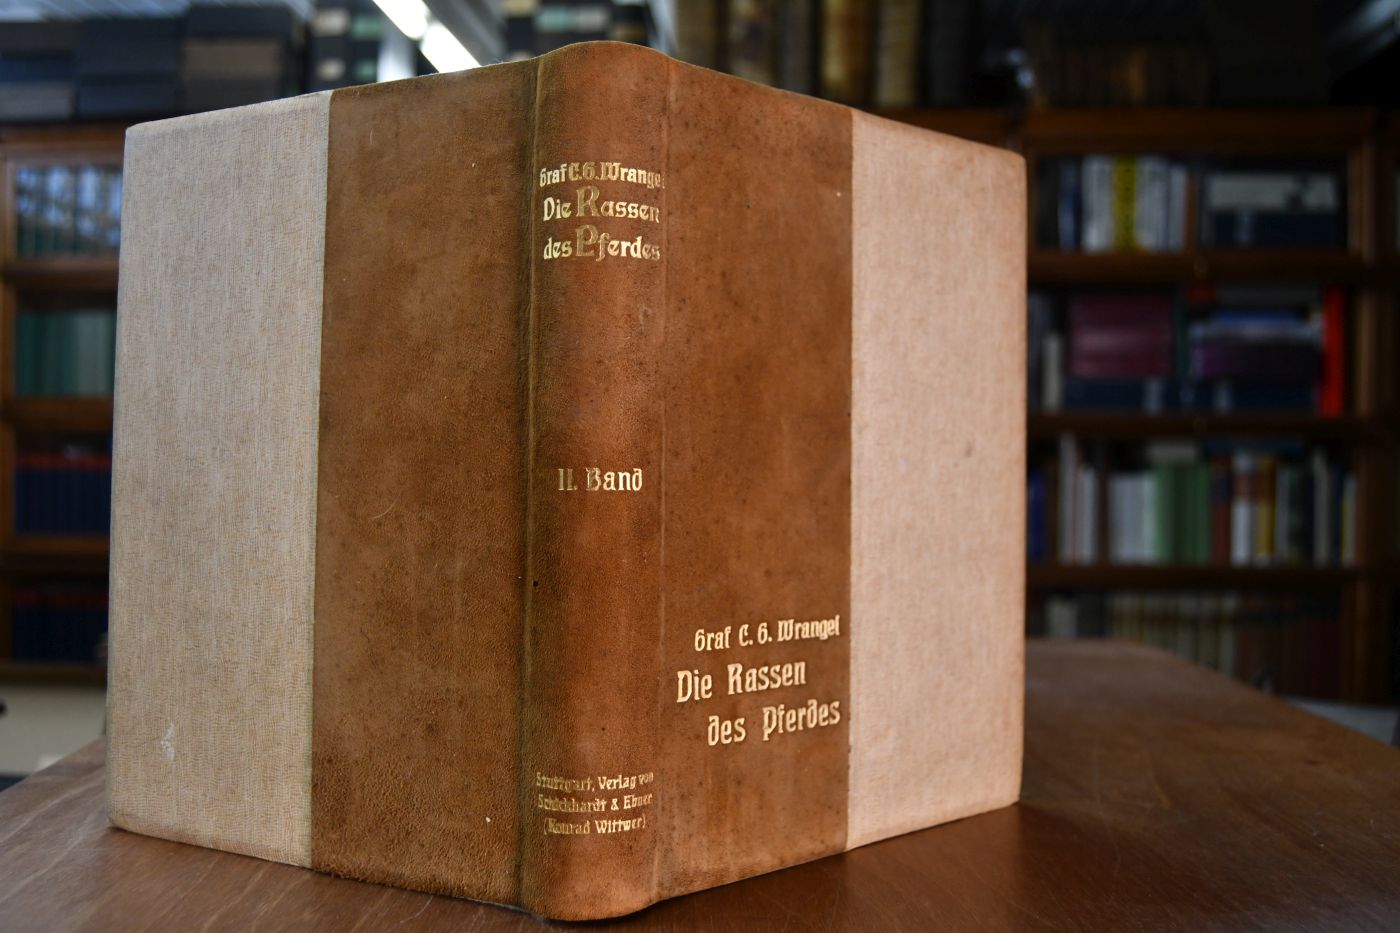 Graf C. G. Wrangel
Die Rassen
des Pferdes
II. Band
Stuttgart, Verlag von
Schickhardt & Ebner
(Konrad Wittwer)
Graf C. G. Wrangel
Die Rassen
des Pferdes